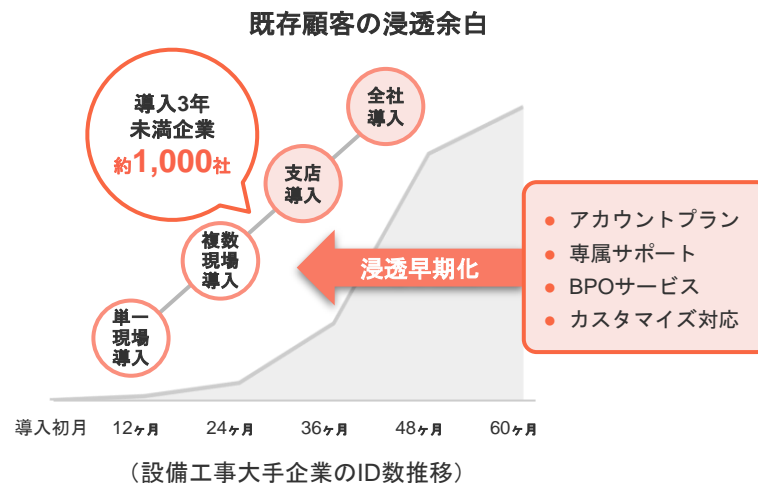 既存顧客の浸透余白
導入3年
未満企業
約1,000社
全社
導入
支店
導入
複数
現場
導入
単一
現場
導入
浸透早期化
● アカウントプラン
● 専属サポート
● BPOサービス
● カスタマイズ対応
導入初月 12ヶ月 24ヶ月 36ヶ月 48ヶ月 60ヶ月
（設備工事大手企業のID数推移）